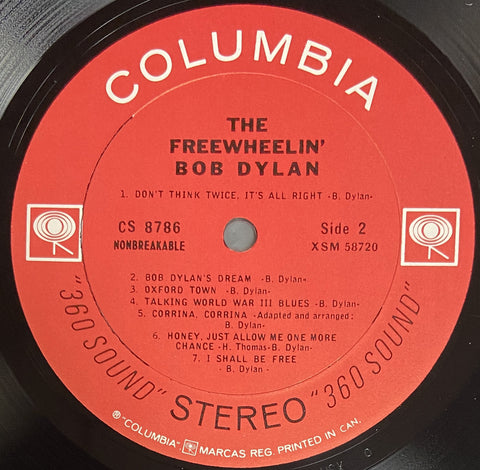 COLUMBIA
THE
FREEWHEELIN'
BOB DYLAN
1. DON'T THINK TWICE, IT'S ALL RIGHT -B. Dylan-
CS 8786
NONBREAKABLE
Side 2
XSM 58720
2. BOB DYLAN'S DREAM -B. Dylan-
3. OXFORD TOWN -B. Dylan-
4. TALKING WORLD WAR III BLUES -B. Dylan-
5. CORRINA, CORRINA -Adapted and arranged:
B. Dylan-
6. HONEY, JUST ALLOW ME ONE MORE
CHANCE -H. Thomas-B. Dylan-
7. I SHALL BE FREE
-B. Dylan-
"360 SOUND" STEREO "360 SOUND"
℗"COLUMBIA" MARCAS REG. PRINTED IN CAN.